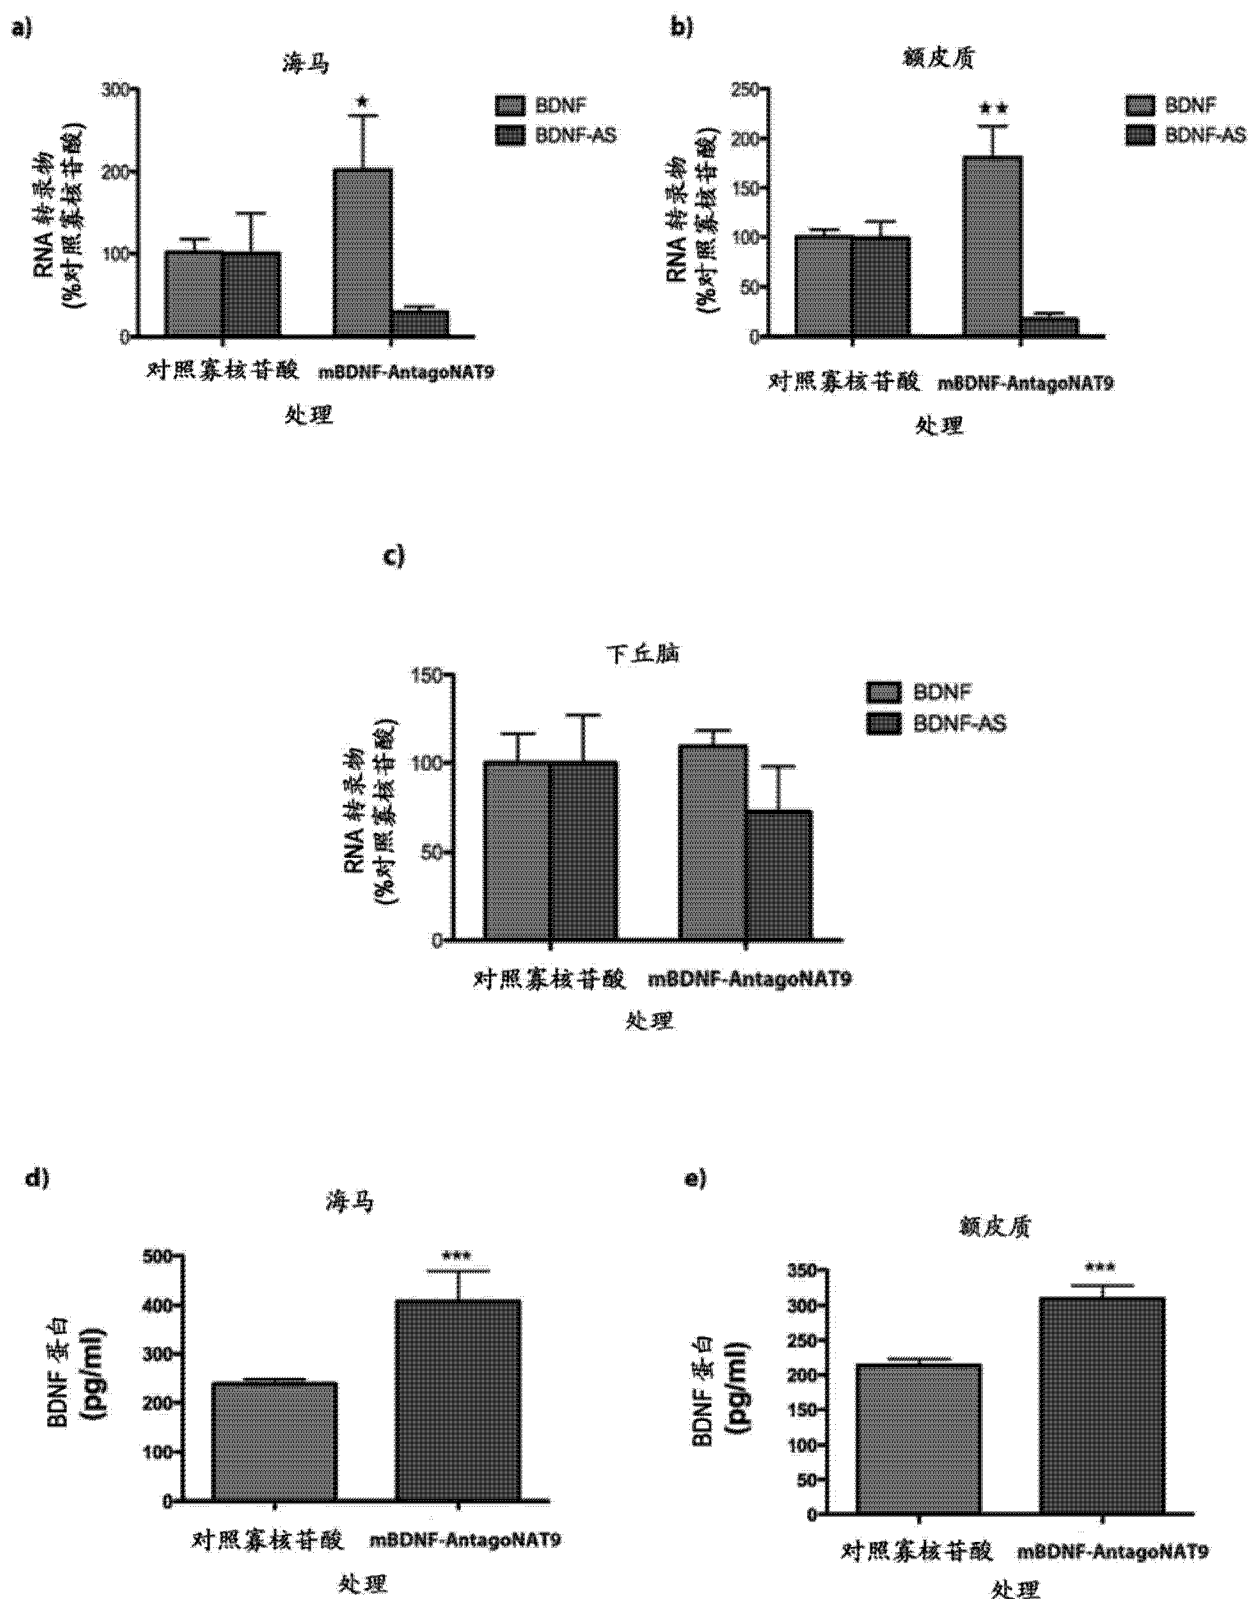 a)
海马
RNA 转录物
(%对照寡核苷酸)
300
200
100
0
★
BDNF
BDNF-AS
对照寡核苷酸 mBDNF-AntagoNAT9
处理
b)
额皮质
RNA 转录物
(%对照寡核苷酸)
250
200
150
100
50
0
★★
BDNF
BDNF-AS
对照寡核苷酸 mBDNF-AntagoNAT9
处理
c)
下丘脑
RNA 转录物
(%对照寡核苷酸)
150
100
50
0
BDNF
BDNF-AS
对照寡核苷酸 mBDNF-AntagoNAT9
处理
d)
海马
BDNF 蛋白
(pg/ml)
500
400
300
200
100
0
***
对照寡核苷酸 mBDNF-AntagoNAT9
处理
e)
额皮质
BDNF 蛋白
(pg/ml)
350
300
250
200
150
100
50
0
***
对照寡核苷酸 mBDNF-AntagoNAT9
处理